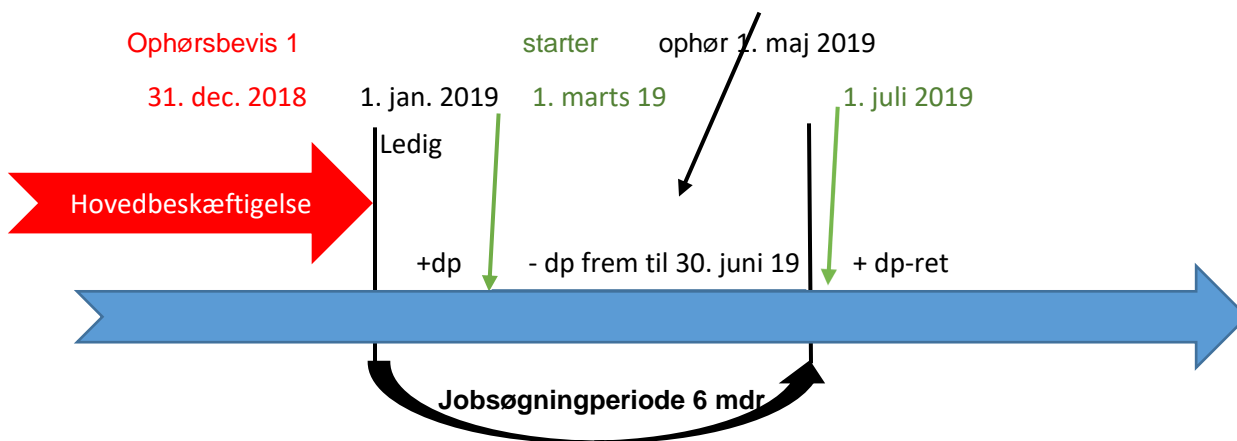 Ophørsbevis 1 starter ophør 1. maj 2019
31. dec. 2018 1. jan. 2019 1. marts 19 1. juli 2019
Ledig
Hovedbeskæftigelse
+dp - dp frem til 30. juni 19 + dp-ret
Jobsøgningperiode 6 mdr